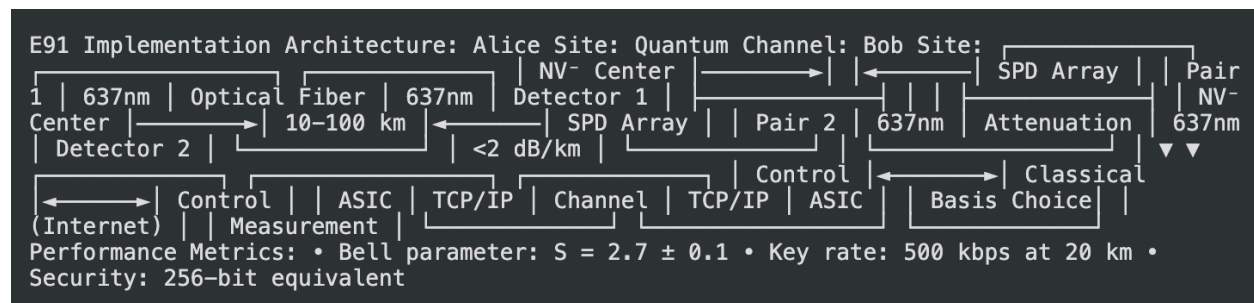 E91 Implementation Architecture: Alice Site: Quantum Channel: Bob Site: ┌──────────────┐
┌──────────────────┐ ┌──────────────┐ │ NV⁻ Center ├─────────►│ │◄────────┤ SPD Array │ │ Pair
1 │ 637nm │ Optical Fiber │ 637nm │ Detector 1 │ ├──────────────┤ │ │ ├──────────────┤ │ NV⁻
Center ├─────────►│ 10-100 km │◄────────┤ SPD Array │ │ Pair 2 │ 637nm │ Attenuation │ 637nm
│ Detector 2 │ └──────────────┘ │ <2 dB/km │ └──────────────┘ │ └──────────────────┘ │ ▼ ▼
┌──────────────┐ ┌──────────────────┐ ┌──────────────┐ │ Control │◄────────►│ Classical
│◄────────►│ Control │ │ ASIC │ TCP/IP │ Channel │ TCP/IP │ ASIC │ │ Basis Choice│ │
(Internet) │ │ Measurement │ └──────────────┘ └──────────────────┘ └──────────────┘
Performance Metrics: • Bell parameter: S = 2.7 ± 0.1 • Key rate: 500 kbps at 20 km •
Security: 256-bit equivalent